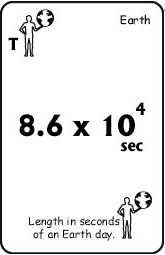 Earth
T
8.6 x 10⁴
sec
Length in seconds
of an Earth day.